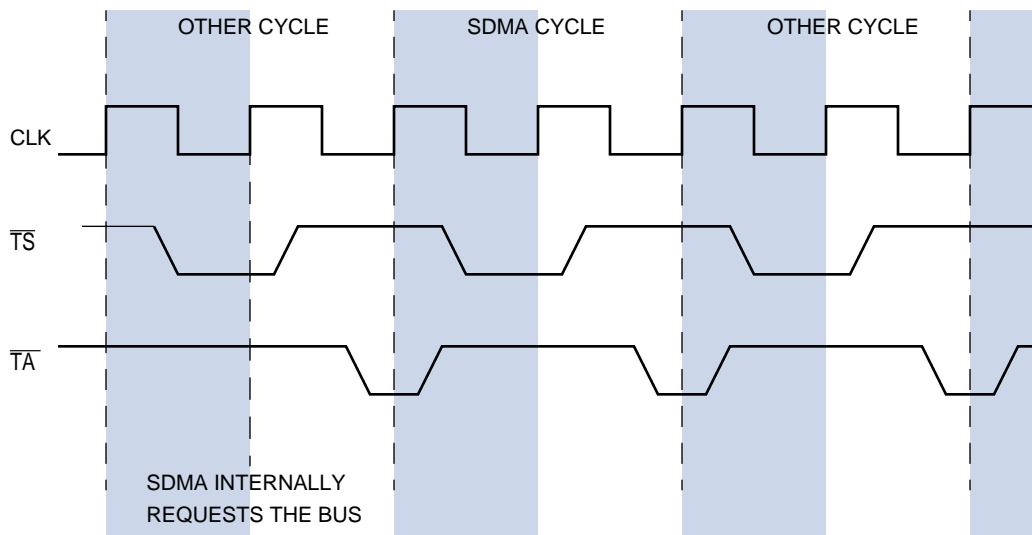 OTHER CYCLE SDMA CYCLE OTHER CYCLE
CLK
TS
TA
SDMA INTERNALLY
REQUESTS THE BUS